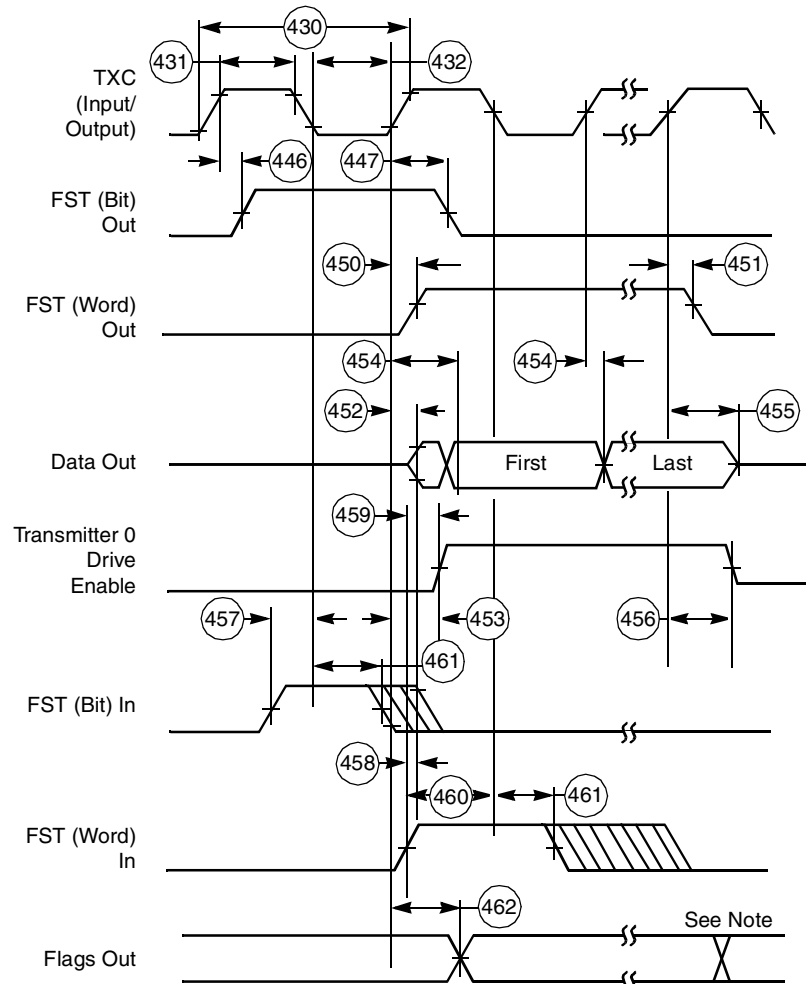 430
431
432
TXC
(Input/
Output)
446
447
FST (Bit)
Out
450
451
FST (Word)
Out
454
454
452
455
Data Out
First
Last
459
Transmitter 0
Drive
Enable
457
453
456
461
FST (Bit) In
458
460
461
FST (Word)
In
462
See Note
Flags Out